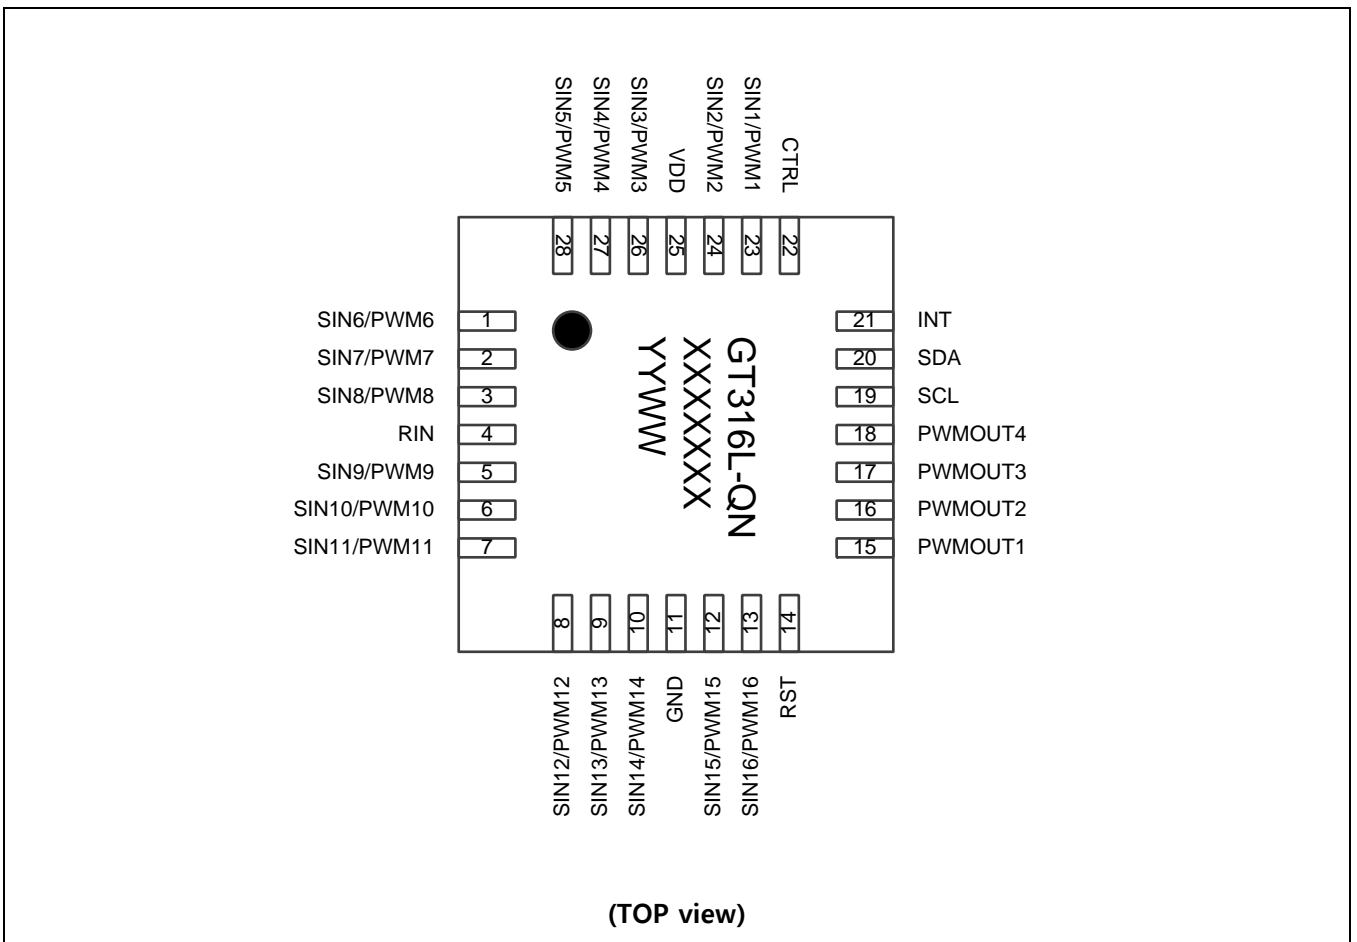 SIN5/PWM5
SIN4/PWM4
SIN3/PWM3
VDD
SIN2/PWM2
SIN1/PWM1
CTRL
28
27
26
25
24
23
22
SIN6/PWM6 1
SIN7/PWM7 2
SIN8/PWM8 3
RIN 4
SIN9/PWM9 5
SIN10/PWM10 6
SIN11/PWM11 7
GT316L-QN
XXXXXXX
YYWW
21 INT
20 SDA
19 SCL
18 PWMOUT4
17 PWMOUT3
16 PWMOUT2
15 PWMOUT1
8
9
10
11
12
13
14
SIN12/PWM12
SIN13/PWM13
SIN14/PWM14
GND
SIN15/PWM15
SIN16/PWM16
RST
(TOP view)